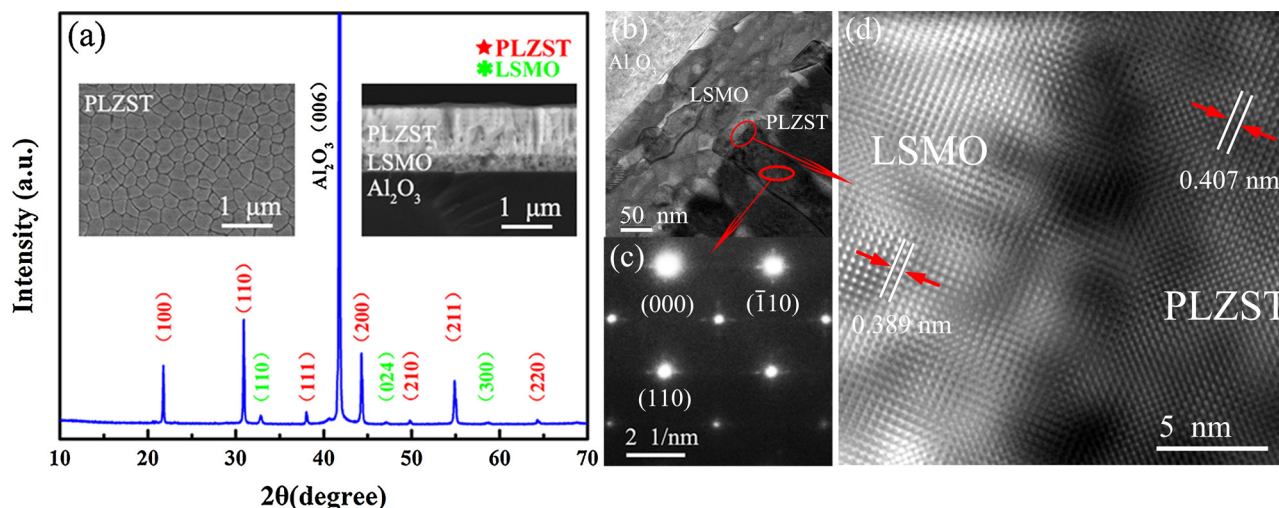 (a)
★PLZST
✱LSMO
PLZST
1 μm
Al₂O₃ (006)
PLZST
LSMO
Al₂O₃
1 μm
Intensity (a.u.)
(100)
(110)
(110)
(111)
(200)
(024)
(210)
(211)
(300)
(220)
10
20
30
40
50
60
70
2θ(degree)
(b)
Al₂O₃
LSMO
PLZST
50 nm
(c)
(000)
(1̄10)
(110)
2 1/nm
(d)
LSMO
0.407 nm
0.389 nm
PLZST
5 nm